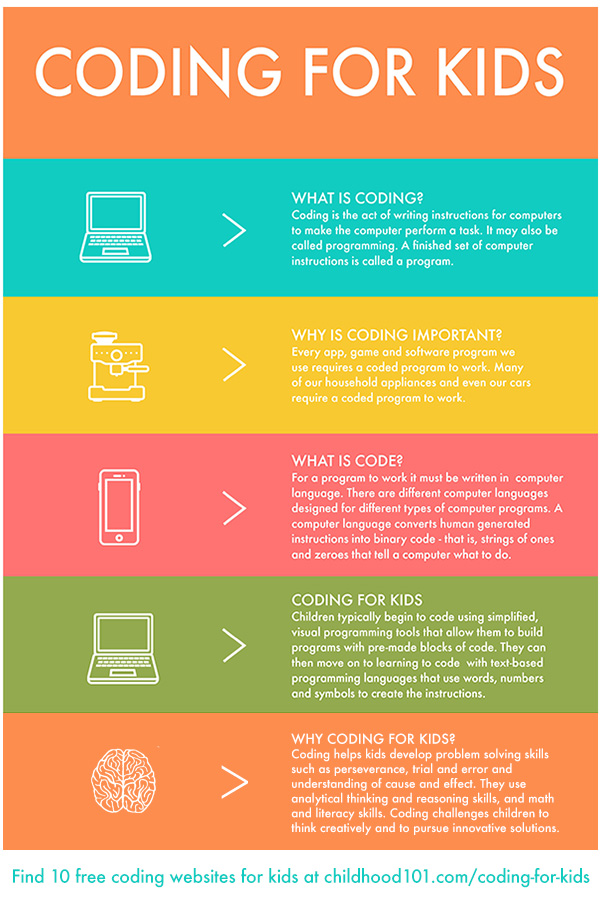 CODING FOR KIDS
WHAT IS CODING?
Coding is the act of writing instructions for computers
to make the computer perform a task. It may also be
called programming. A finished set of computer
instructions is called a program.
WHY IS CODING IMPORTANT?
Every app, game and software program we
use requires a coded program to work. Many
of our household appliances and even our cars
require a coded program to work.
WHAT IS CODE?
For a program to work it must be written in computer
language. There are different computer languages
designed for different types of computer programs. A
computer language converts human generated
instructions into binary code - that is, strings of ones
and zeroes that tell a computer what to do.
CODING FOR KIDS
Children typically begin to code using simplified,
visual programming tools that allow them to build
programs with pre-made blocks of code. They can
then move on to learning to code with text-based
programming languages that use words, numbers
and symbols to create the instructions.
WHY CODING FOR KIDS?
Coding helps kids develop problem solving skills
such as perseverance, trial and error and
understanding of cause and effect. They use
analytical thinking and reasoning skills, and math
and literacy skills. Coding challenges children to
think creatively and to pursue innovative solutions.
Find 10 free coding websites for kids at childhood101.com/coding-for-kids